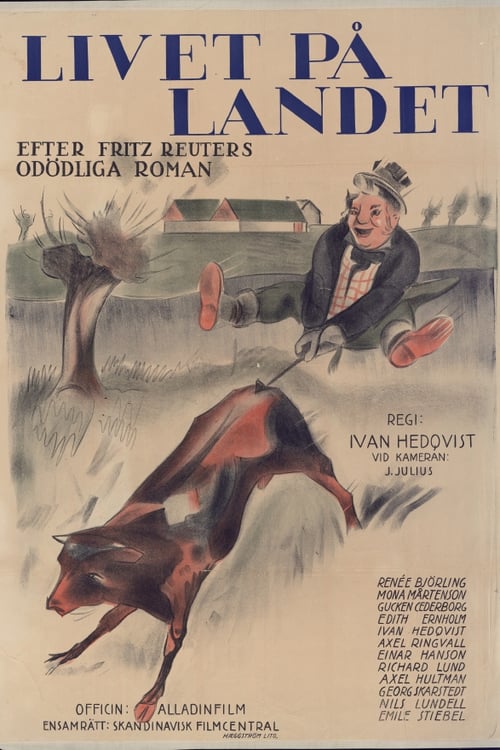 LIVET PÅ
LANDET
EFTER FRITZ REUTERS
ODÖDLIGA ROMAN
REGI:
IVAN HEDQVIST
VID KAMERAN:
J. JULIUS
RENÉE BJÖRLING
MONA MÅRTENSON
GUCKEN CEDERBORG
EDITH ERNHOLM
IVAN HEDQVIST
AXEL RINGVALL
EINAR HANSON
RICHARD LUND
AXEL HULTMAN
GEORG SKARSTEDT
NILS LUNDELL
EMILE STIEBEL
OFFICIN: ALLADINFILM
ENSAMRÄTT: SKANDINAVISK FILMCENTRAL
HÆGGSTRÖM LITO.